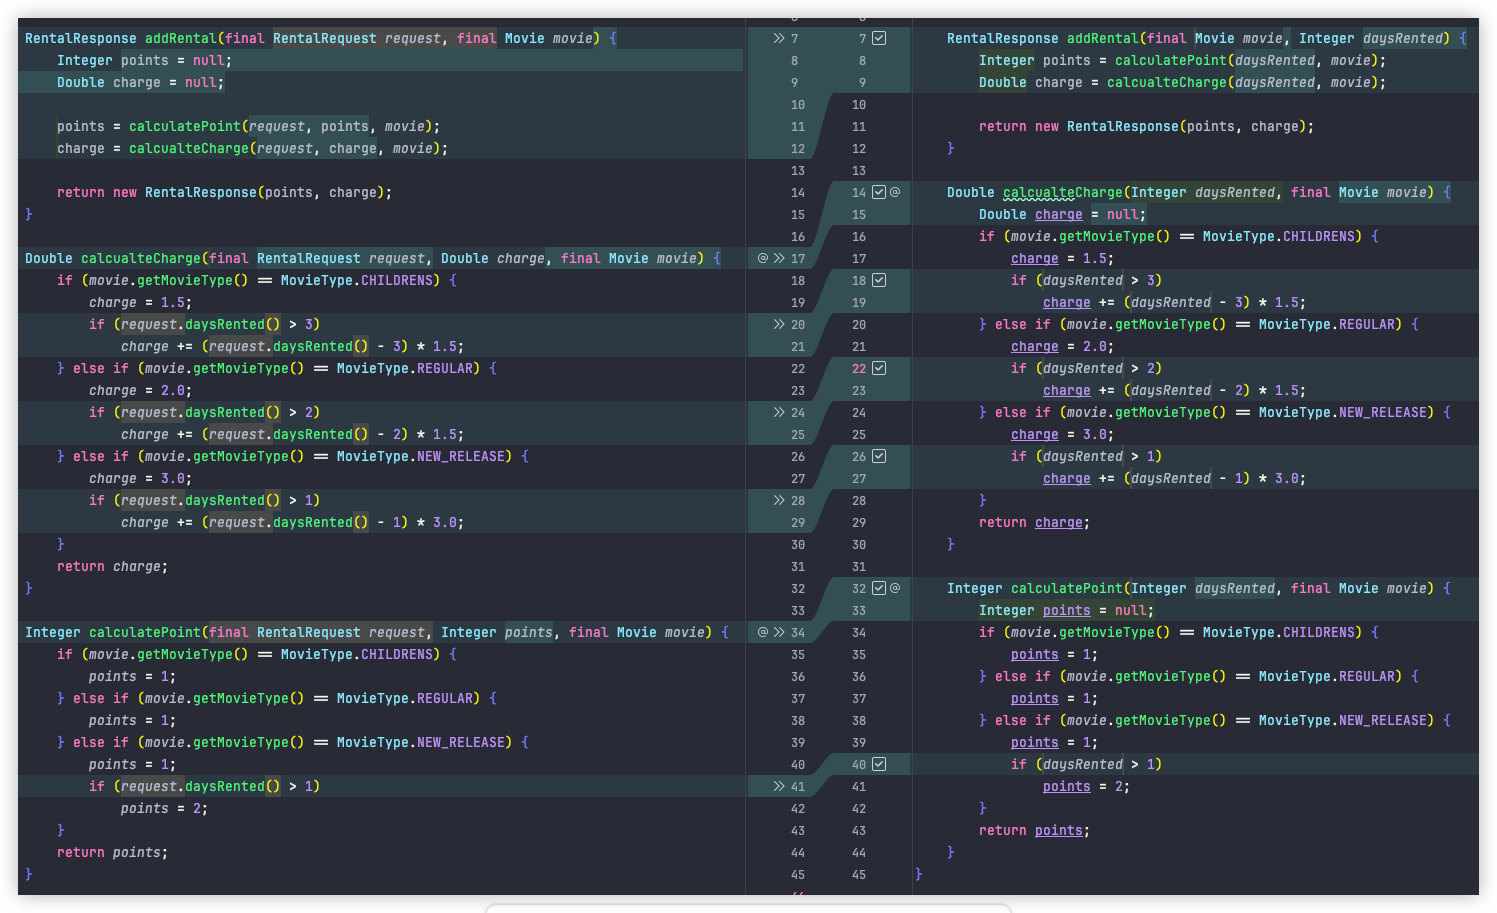 RentalResponse addRental(final RentalRequest request, final Movie movie) { 7
Integer points = null; 8
Double charge = null; 9
10
points = calculatePoint(request, points, movie); 11
charge = calcualteCharge(request, charge, movie); 12
13
return new RentalResponse(points, charge); 14
} 15
16
Double calcualteCharge(final RentalRequest request, Double charge, final Movie movie) { @ 17
if (movie.getMovieType() == MovieType.CHILDRENS) { 18
charge = 1.5; 19
if (request.daysRented() > 3) 20
charge += (request.daysRented() - 3) * 1.5; 21
} else if (movie.getMovieType() == MovieType.REGULAR) { 22
charge = 2.0; 23
if (request.daysRented() > 2) 24
charge += (request.daysRented() - 2) * 1.5; 25
} else if (movie.getMovieType() == MovieType.NEW_RELEASE) { 26
charge = 3.0; 27
if (request.daysRented() > 1) 28
charge += (request.daysRented() - 1) * 3.0; 29
} 30
return charge; 31
} 32
33
Integer calculatePoint(final RentalRequest request, Integer points, final Movie movie) { @ 34
if (movie.getMovieType() == MovieType.CHILDRENS) { 35
points = 1; 36
} else if (movie.getMovieType() == MovieType.REGULAR) { 37
points = 1; 38
} else if (movie.getMovieType() == MovieType.NEW_RELEASE) { 39
points = 1; 40
if (request.daysRented() > 1) 41
points = 2; 42
} 43
return points; 44
} 45
7 RentalResponse addRental(final Movie movie, Integer daysRented) {
8 Integer points = calculatePoint(daysRented, movie);
9 Double charge = calcualteCharge(daysRented, movie);
10
11 return new RentalResponse(points, charge);
12 }
13
14 @ Double calcualteCharge(Integer daysRented, final Movie movie) {
15 Double charge = null;
16 if (movie.getMovieType() == MovieType.CHILDRENS) {
17 charge = 1.5;
18 if (daysRented > 3)
19 charge += (daysRented - 3) * 1.5;
20 } else if (movie.getMovieType() == MovieType.REGULAR) {
21 charge = 2.0;
22 if (daysRented > 2)
23 charge += (daysRented - 2) * 1.5;
24 } else if (movie.getMovieType() == MovieType.NEW_RELEASE) {
25 charge = 3.0;
26 if (daysRented > 1)
27 charge += (daysRented - 1) * 3.0;
28 }
29 return charge;
30 }
31
32 @ Integer calculatePoint(Integer daysRented, final Movie movie) {
33 Integer points = null;
34 if (movie.getMovieType() == MovieType.CHILDRENS) {
35 points = 1;
36 } else if (movie.getMovieType() == MovieType.REGULAR) {
37 points = 1;
38 } else if (movie.getMovieType() == MovieType.NEW_RELEASE) {
39 points = 1;
40 if (daysRented > 1)
41 points = 2;
42 }
43 return points;
44 }
45 }